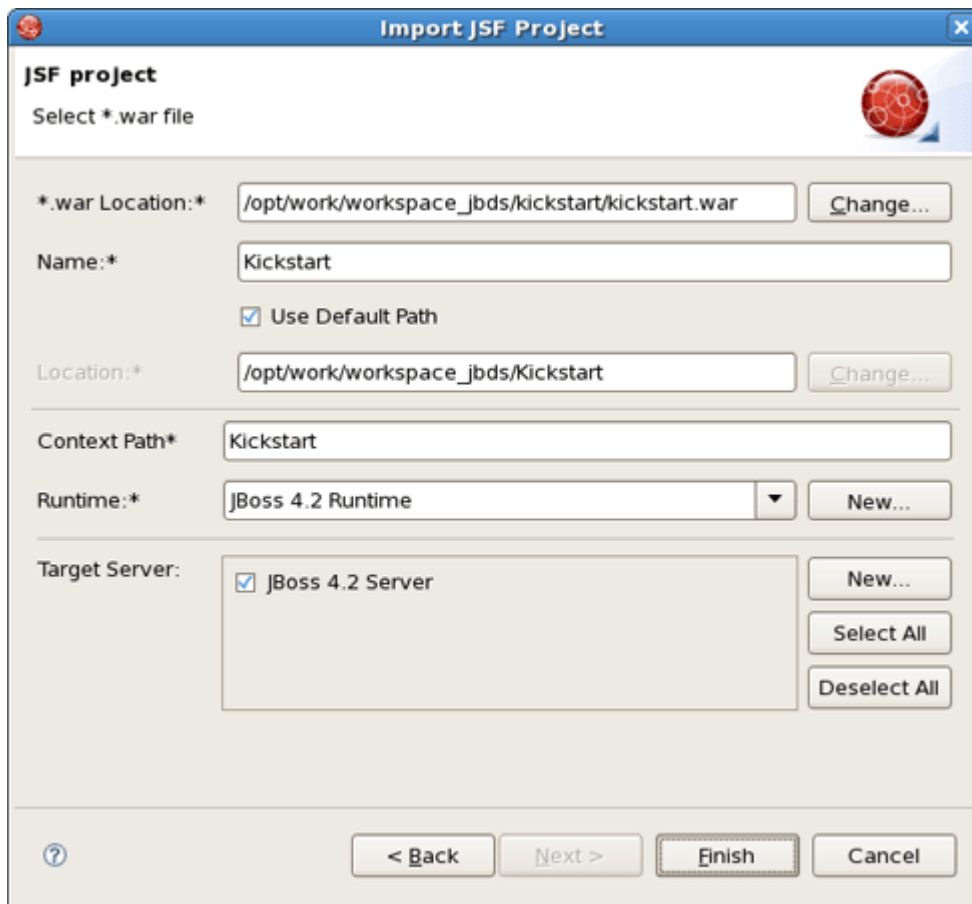 Import JSF Project
JSF project
Select *.war file
*.war Location:* /opt/work/workspace_jbds/kickstart/kickstart.war Change...
Name:* Kickstart
Use Default Path
Location:* /opt/work/workspace_jbds/Kickstart Change...
Context Path* Kickstart
Runtime:* JBoss 4.2 Runtime New...
Target Server: JBoss 4.2 Server New...
Select All
Deselect All
? < Back Next > Finish Cancel